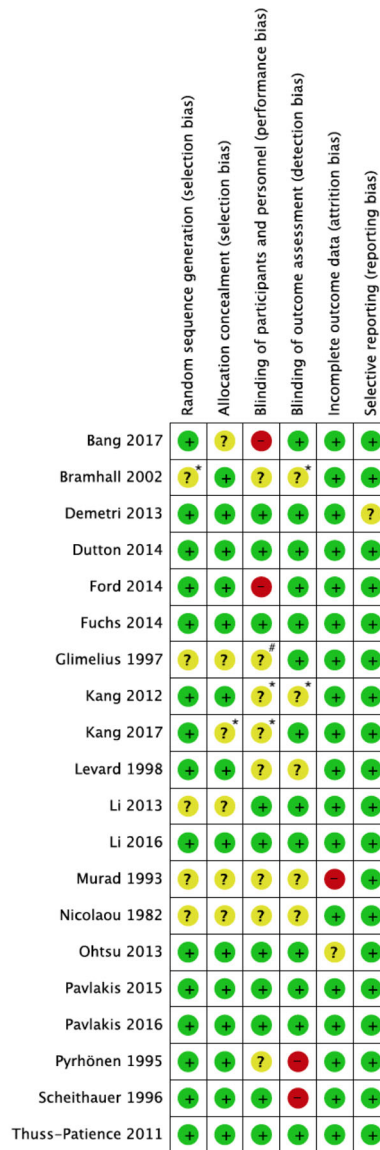 Random sequence generation (selection bias)
Allocation concealment (selection bias)
Blinding of participants and personnel (performance bias)
Blinding of outcome assessment (detection bias)
Incomplete outcome data (attrition bias)
Selective reporting (reporting bias)
Bang 2017 + ? - + + +
Bramhall 2002 ?* + ? ?* + +
Demetri 2013 + + + + + ?
Dutton 2014 + + + + + +
Ford 2014 + + - + + +
Fuchs 2014 + + + + + +
Glimelius 1997 ? ? ?# + + +
Kang 2012 + + ?* ?* + +
Kang 2017 + ?* ?* + + +
Levard 1998 + + ? ? + +
Li 2013 ? ? + + + +
Li 2016 + + + + + +
Murad 1993 ? ? ? ? - +
Nicolaou 1982 ? ? ? ? + +
Ohtsu 2013 + + + + ? +
Pavlakis 2015 + + + + + +
Pavlakis 2016 + + + + + +
Pyrhönen 1995 + + ? - + +
Scheithauer 1996 + + + - + +
Thuss-Patience 2011 + + + + + +